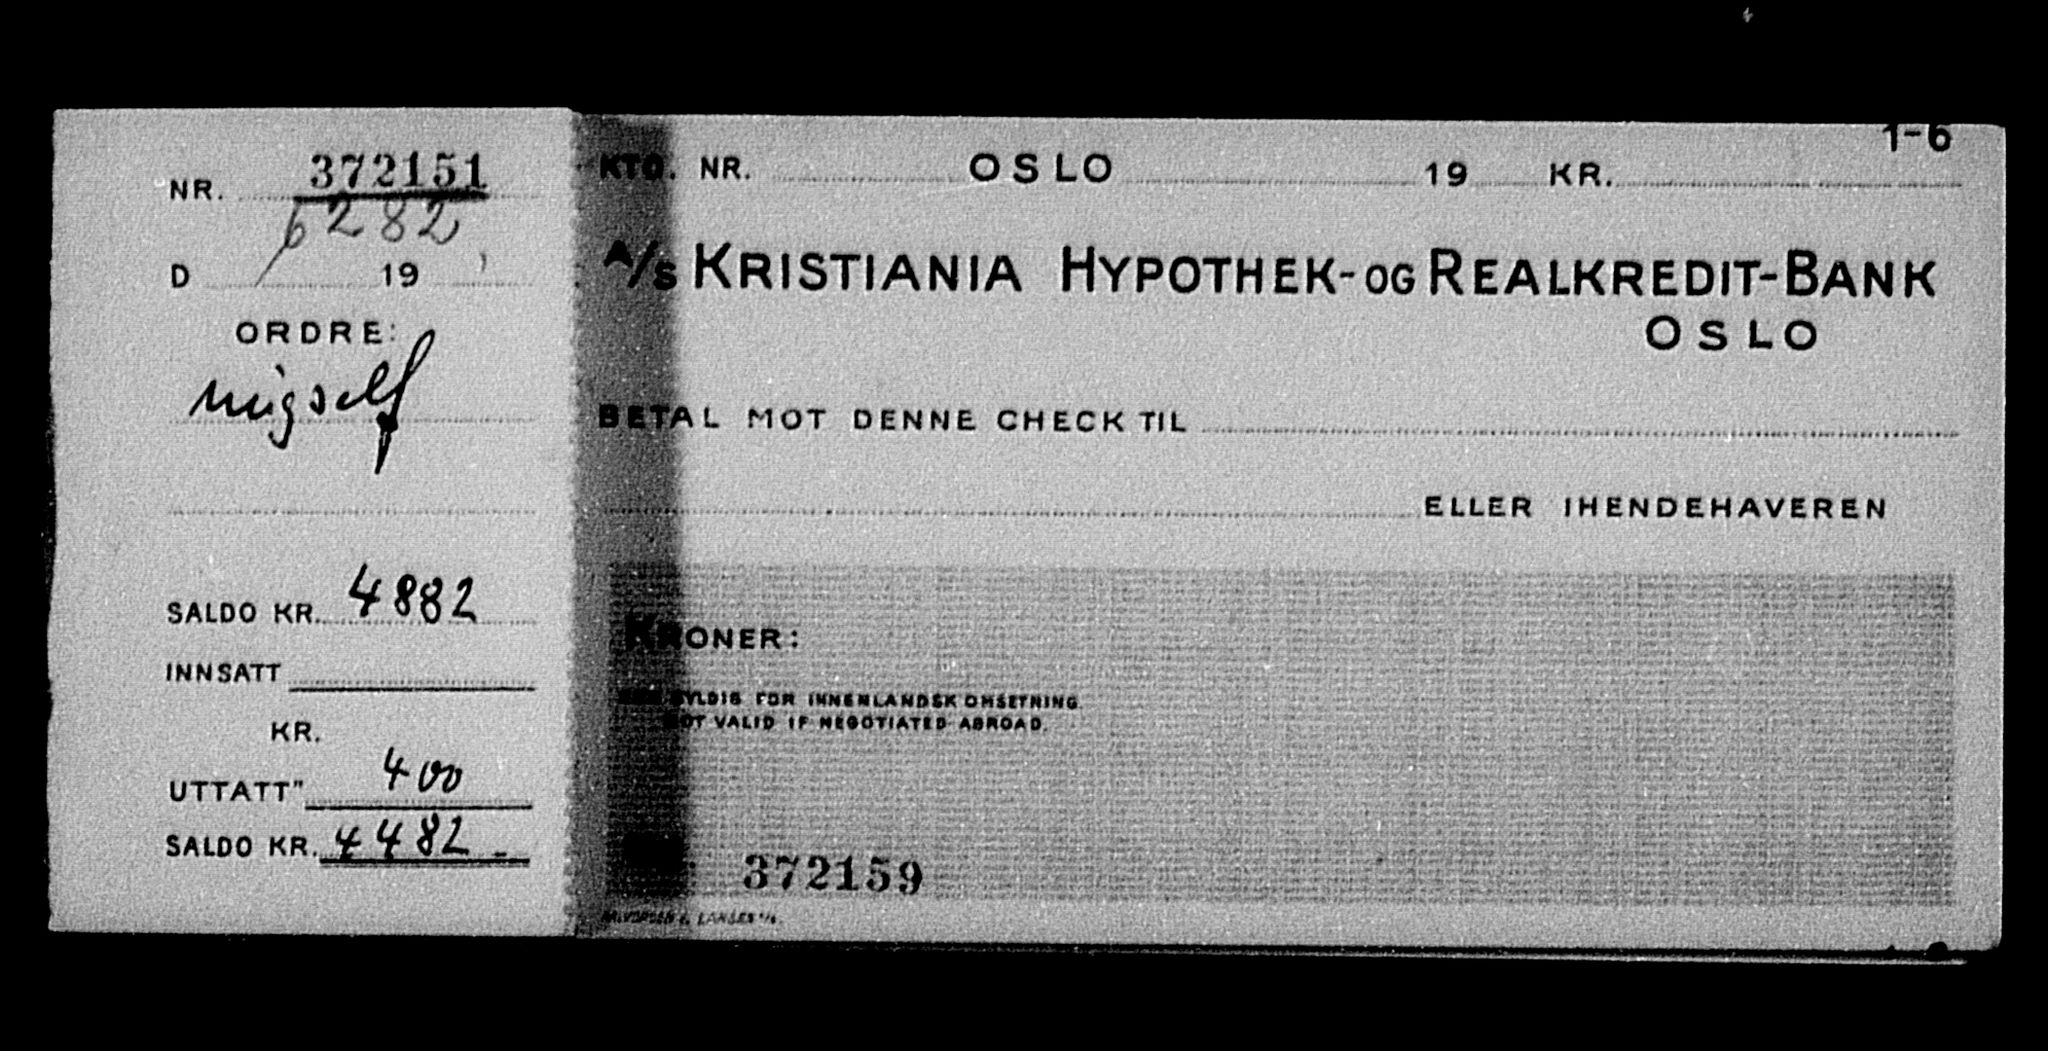 NR. 372151
6282
D 19
ORDRE:
migself
SALDO KR. 4882
INNSATT
KR.
UTTATT" 400
SALDO KR. 4482.-
1-6
KTO. NR. OSLO 19 KR.
A/S KRISTIANIA HYPOTHEK- OG REALKREDIT-BANK
OSLO
BETAL MOT DENNE CHECK TIL
ELLER IHENDEHAVEREN
KRONER:
GYLDIG FOR INNENLANDSK OMSETNING.
NOT VALID IF NEGOTIATED ABROAD.
372159